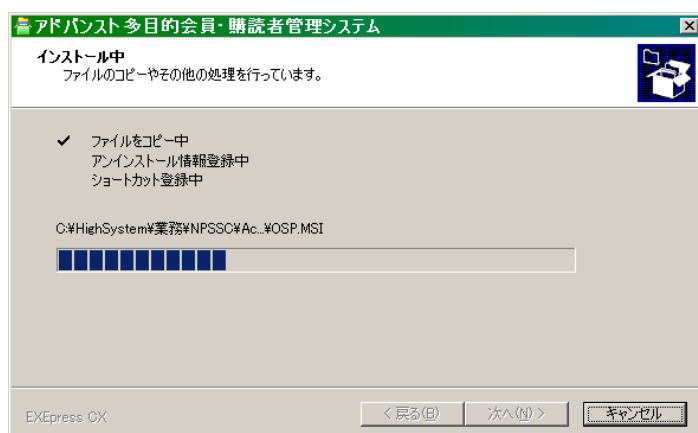 アドバンスト多目的会員・購読者管理システム
インストール中
ファイルのコピーやその他の処理を行っています。
✔ ファイルをコピー中
アンインストール情報登録中
ショートカット登録中
C:¥HighSystem¥業務¥NPSSC¥Ac...¥OSP.MSI
EXEpress CX
< 戻る(B)
次へ(N) >
キャンセル